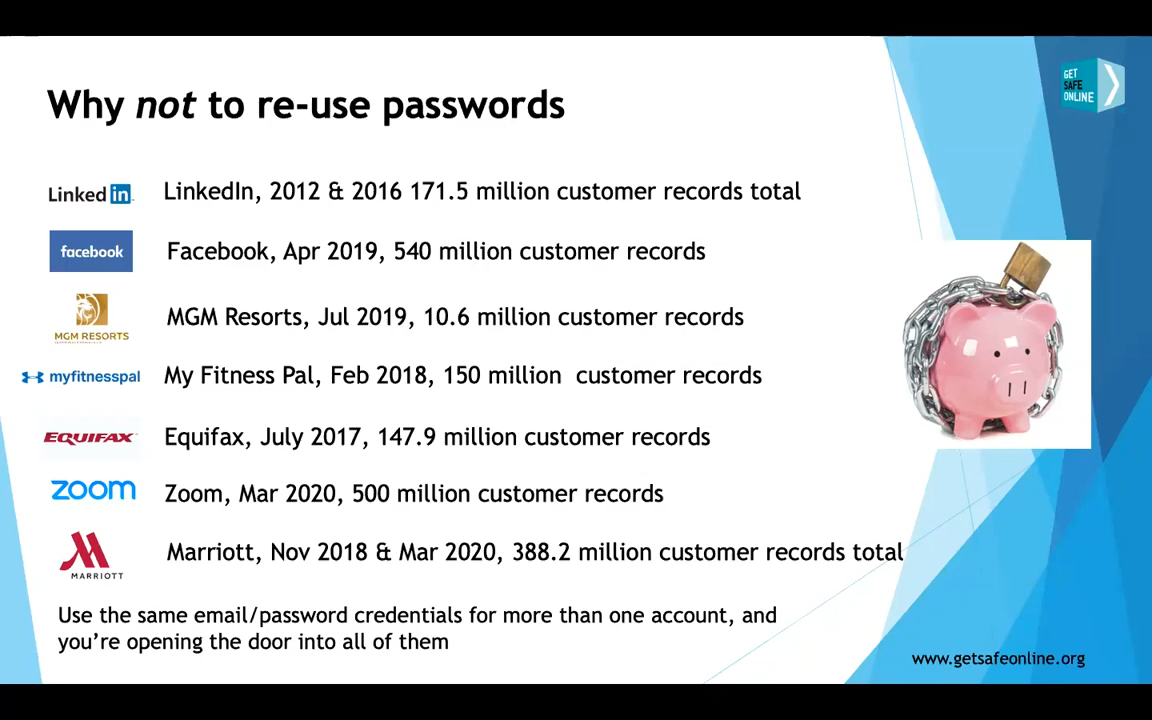 GET
SAFE
ONLINE
Why not to re-use passwords
Linked in
LinkedIn, 2012 & 2016 171.5 million customer records total
facebook
Facebook, Apr 2019, 540 million customer records
MGM RESORTS
MGM Resorts, Jul 2019, 10.6 million customer records
myfitnesspal
My Fitness Pal, Feb 2018, 150 million customer records
EQUIFAX
Equifax, July 2017, 147.9 million customer records
zoom
Zoom, Mar 2020, 500 million customer records
MARRIOTT
Marriott, Nov 2018 & Mar 2020, 388.2 million customer records total
Use the same email/password credentials for more than one account, and
you're opening the door into all of them
www.getsafeonline.org